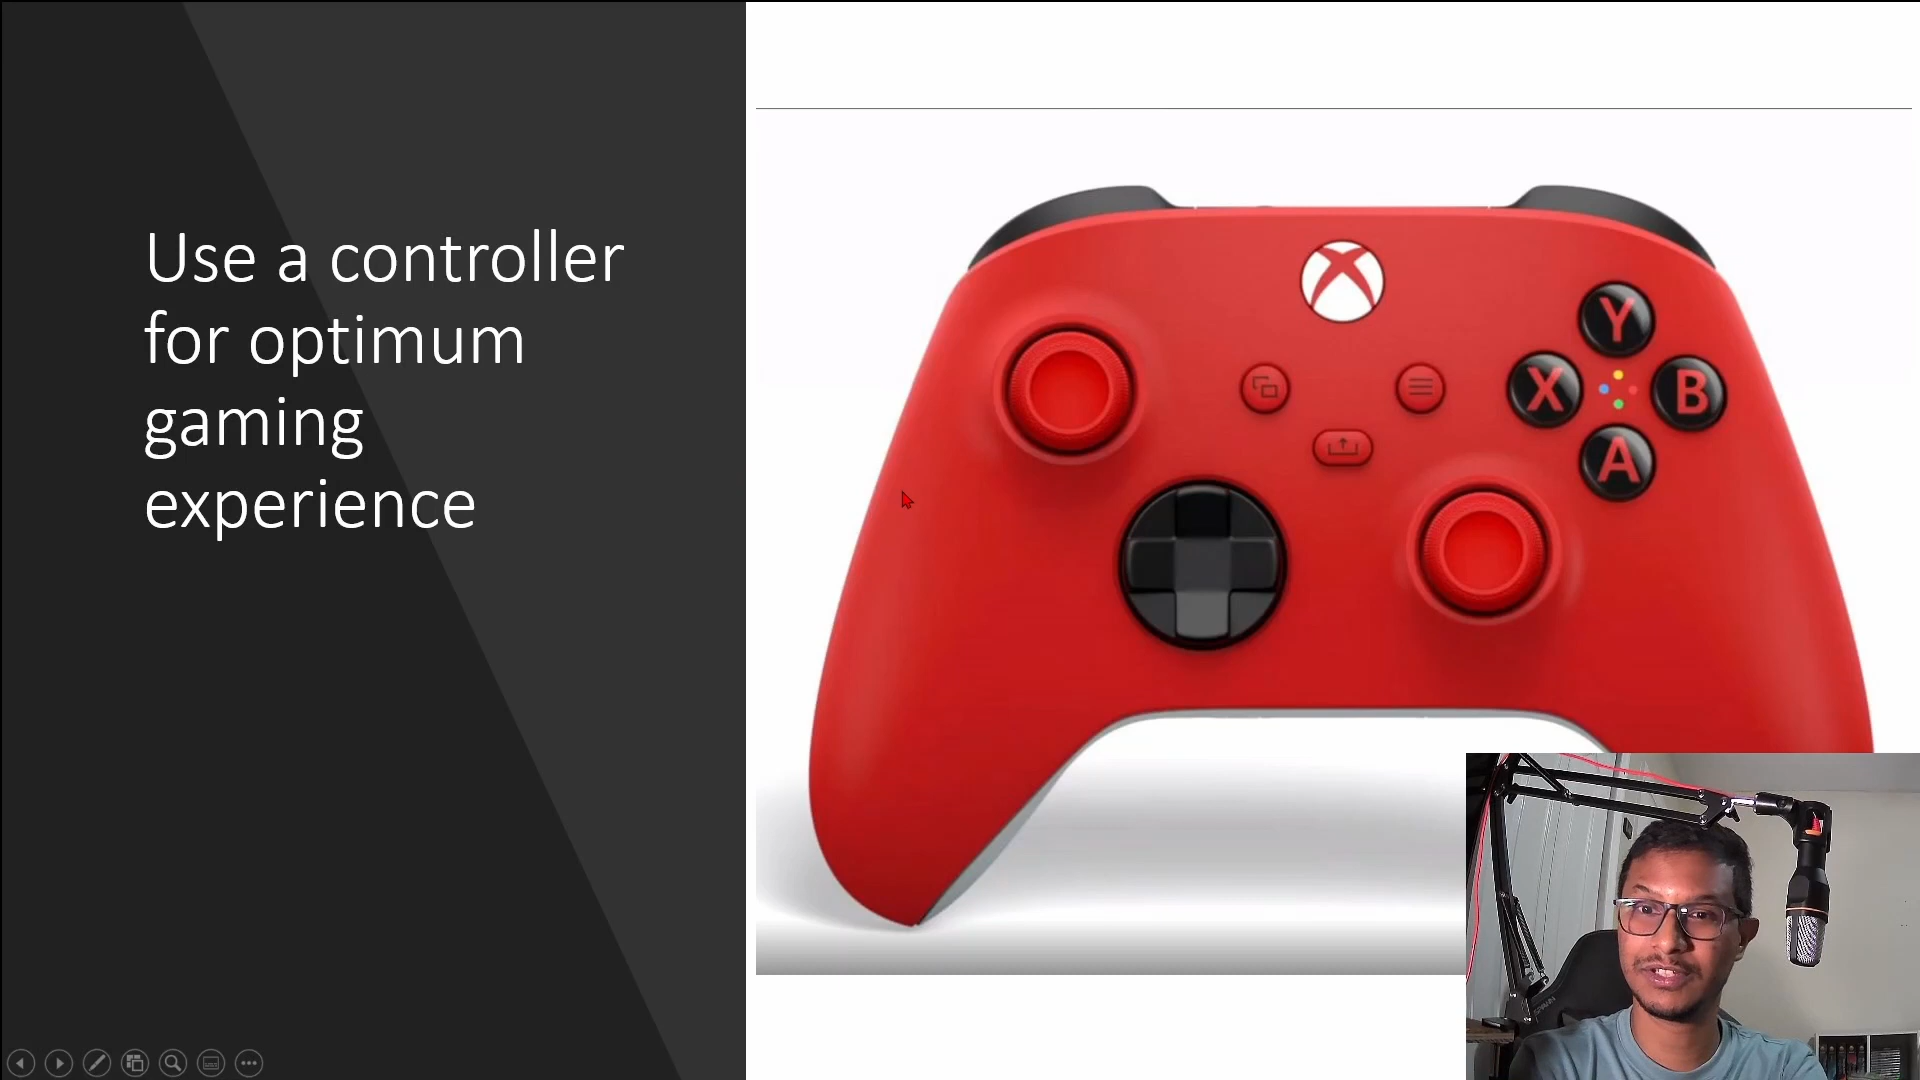 Use a controller
for optimum
gaming
experience
Y
X
B
A